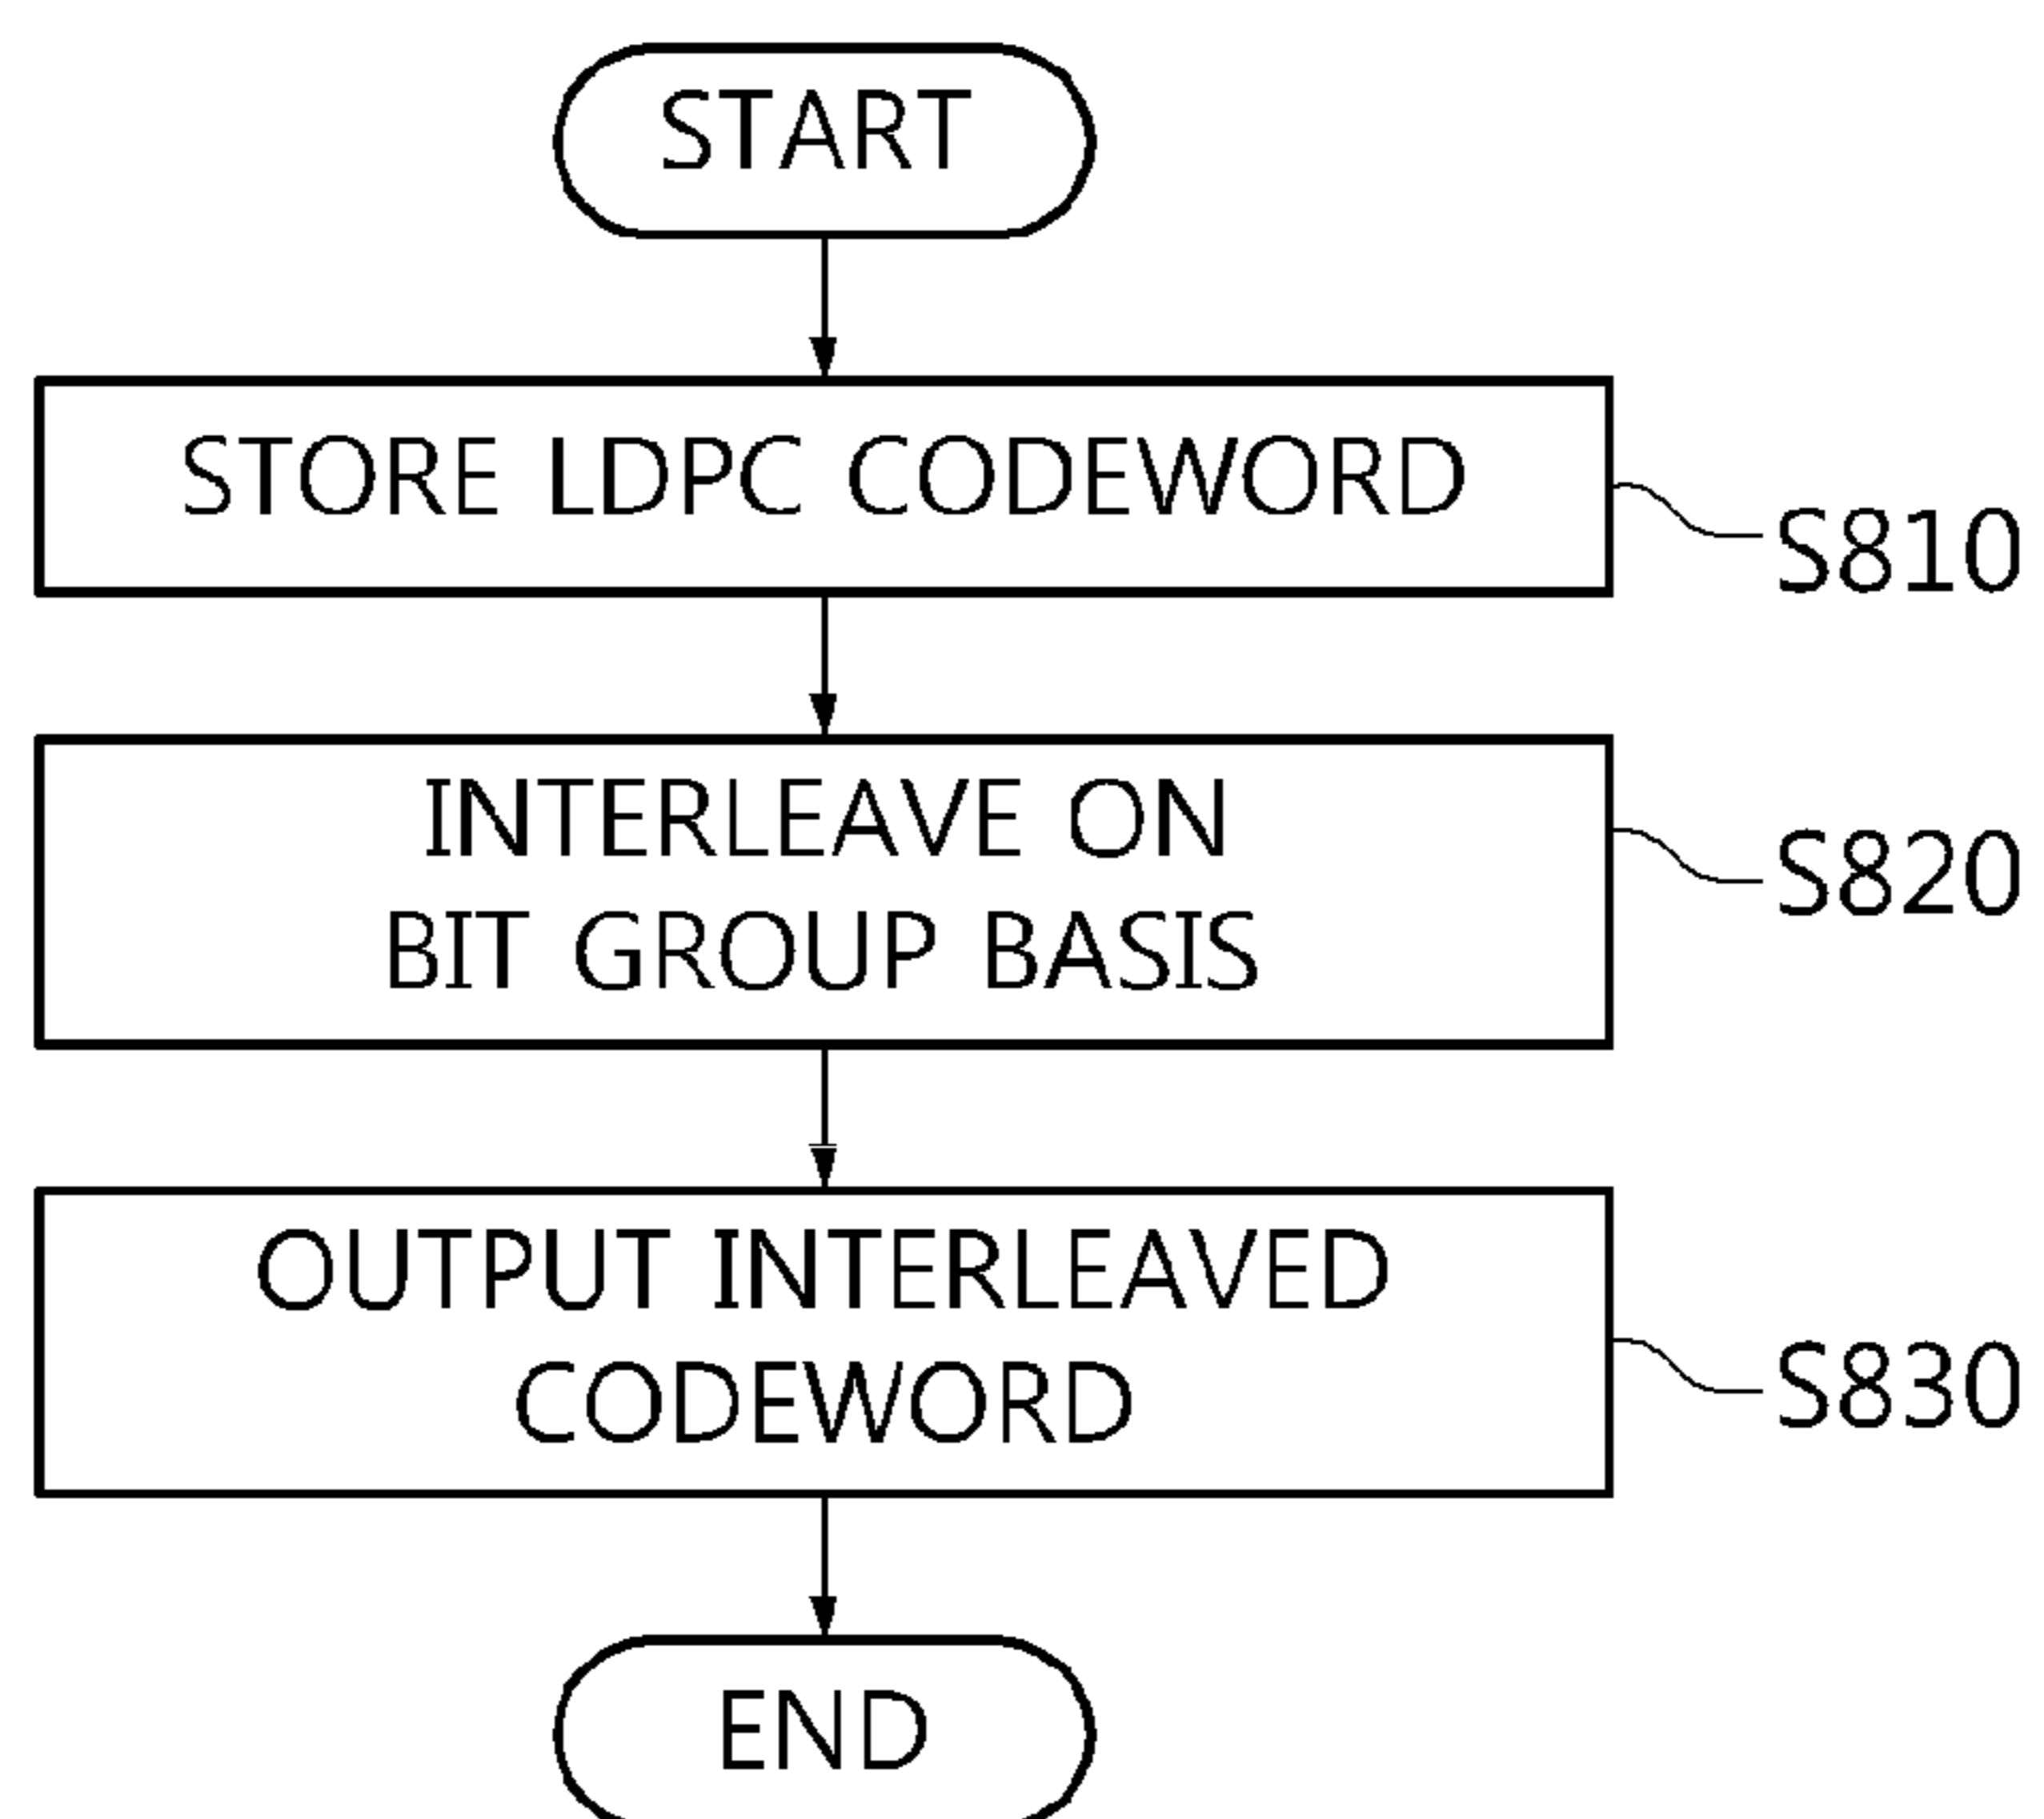 START
STORE LDPC CODEWORD
S810
INTERLEAVE ON
BIT GROUP BASIS
S820
OUTPUT INTERLEAVED
CODEWORD
S830
END